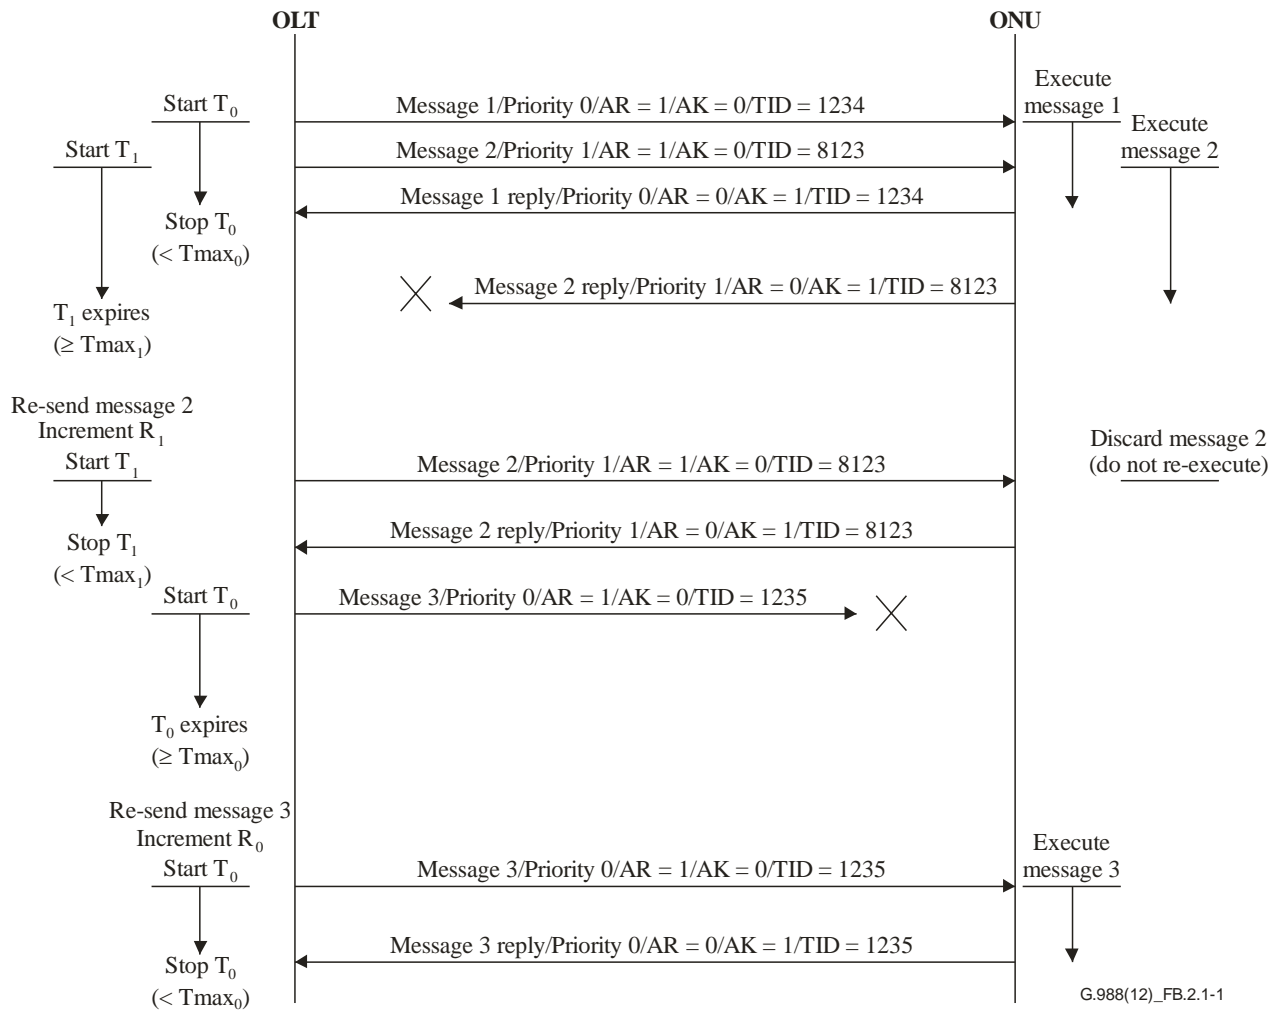 OLT
ONU
Start T0
Message 1/Priority 0/AR = 1/AK = 0/TID = 1234
Execute
message 1
Start T1
Message 2/Priority 1/AR = 1/AK = 0/TID = 8123
Execute
message 2
Message 1 reply/Priority 0/AR = 0/AK = 1/TID = 1234
Stop T0
(< Tmax0)
Message 2 reply/Priority 1/AR = 0/AK = 1/TID = 8123
T1 expires
(≥ Tmax1)
Re-send message 2
Increment R1
Start T1
Message 2/Priority 1/AR = 1/AK = 0/TID = 8123
Discard message 2
(do not re-execute)
Message 2 reply/Priority 1/AR = 0/AK = 1/TID = 8123
Stop T1
(< Tmax1)
Start T0
Message 3/Priority 0/AR = 1/AK = 0/TID = 1235
T0 expires
(≥ Tmax0)
Re-send message 3
Increment R0
Start T0
Message 3/Priority 0/AR = 1/AK = 0/TID = 1235
Execute
message 3
Message 3 reply/Priority 0/AR = 0/AK = 1/TID = 1235
Stop T0
(< Tmax0)
G.988(12)_FB.2.1-1